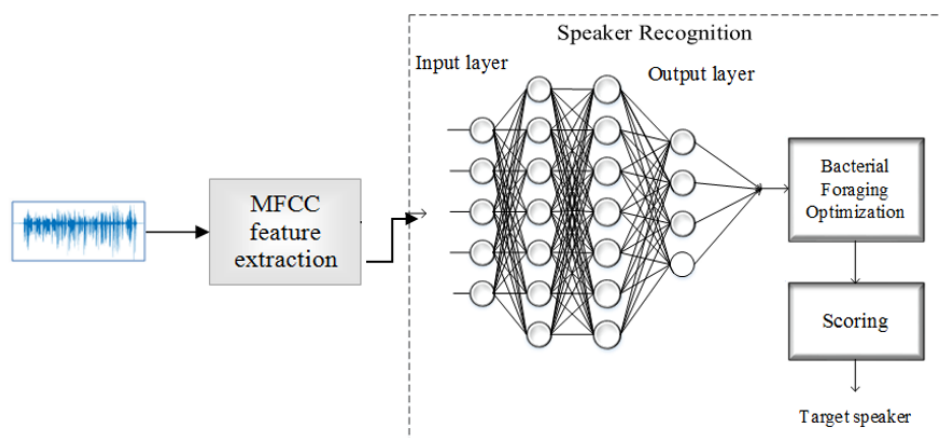 Speaker Recognition
Input layer
Output layer
MFCC
feature
extraction
Bacterial
Foraging
Optimization
Scoring
Target speaker